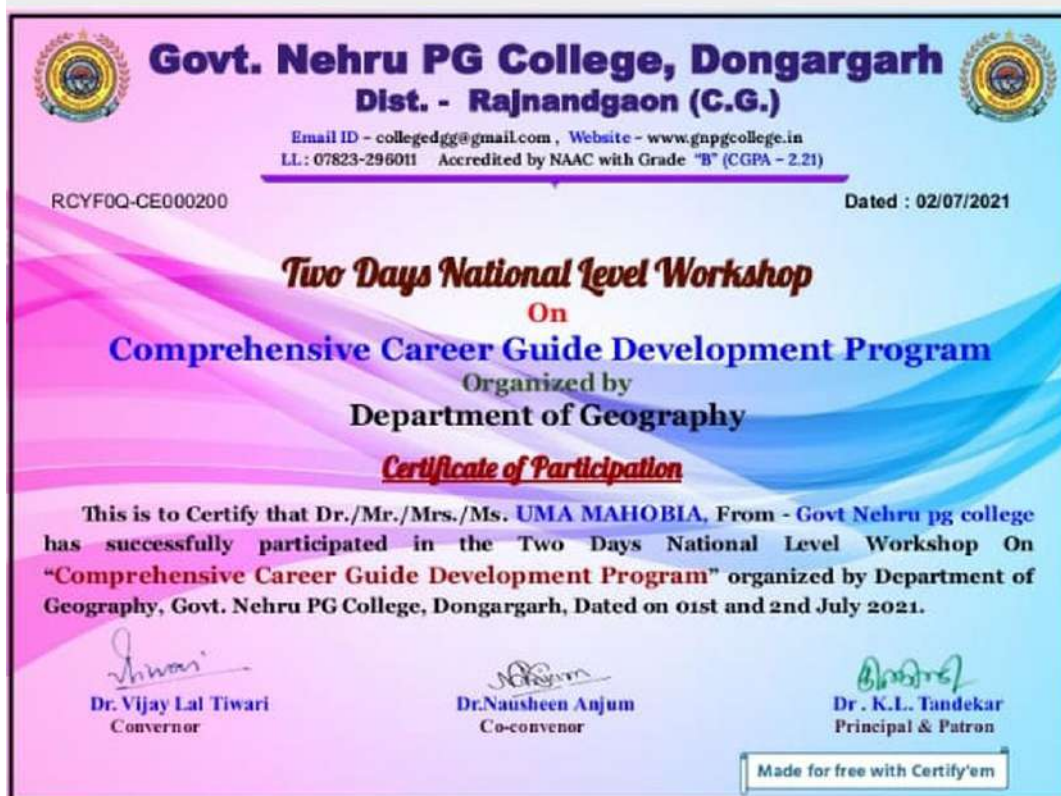 Govt. Nehru PG College, Dongargarh
Dist. - Rajnandgaon (C.G.)
Email ID – collegedgg@gmail.com , Website – www.gnpgcollege.in
LL : 07823-296011 Accredited by NAAC with Grade "B" (CGPA – 2.21)
RCYF0Q-CE000200
Dated : 02/07/2021
Two Days National Level Workshop
On
Comprehensive Career Guide Development Program
Organized by
Department of Geography
Certificate of Participation
This is to Certify that Dr./Mr./Mrs./Ms. UMA MAHOBIA, From - Govt Nehru pg college
has successfully participated in the Two Days National Level Workshop On
“Comprehensive Career Guide Development Program” organized by Department of
Geography, Govt. Nehru PG College, Dongargarh, Dated on 01st and 2nd July 2021.
Dr. Vijay Lal Tiwari
Convernor
Dr.Nausheen Anjum
Co-convenor
Dr . K.L. Tandekar
Principal & Patron
Made for free with Certify'em